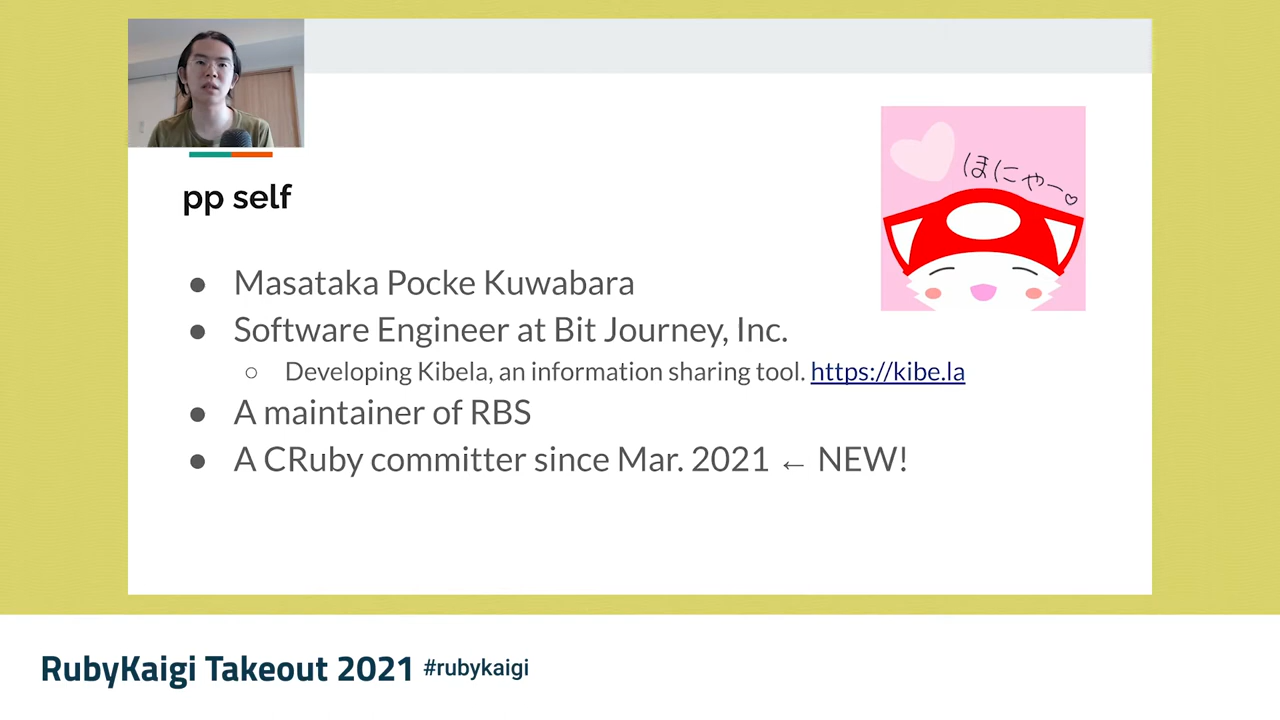 ほにゃー♡
pp self
● Masataka Pocke Kuwabara
● Software Engineer at Bit Journey, Inc.
○ Developing Kibela, an information sharing tool. https://kibe.la
● A maintainer of RBS
● A CRuby committer since Mar. 2021 ← NEW!
RubyKaigi Takeout 2021 #rubykaigi